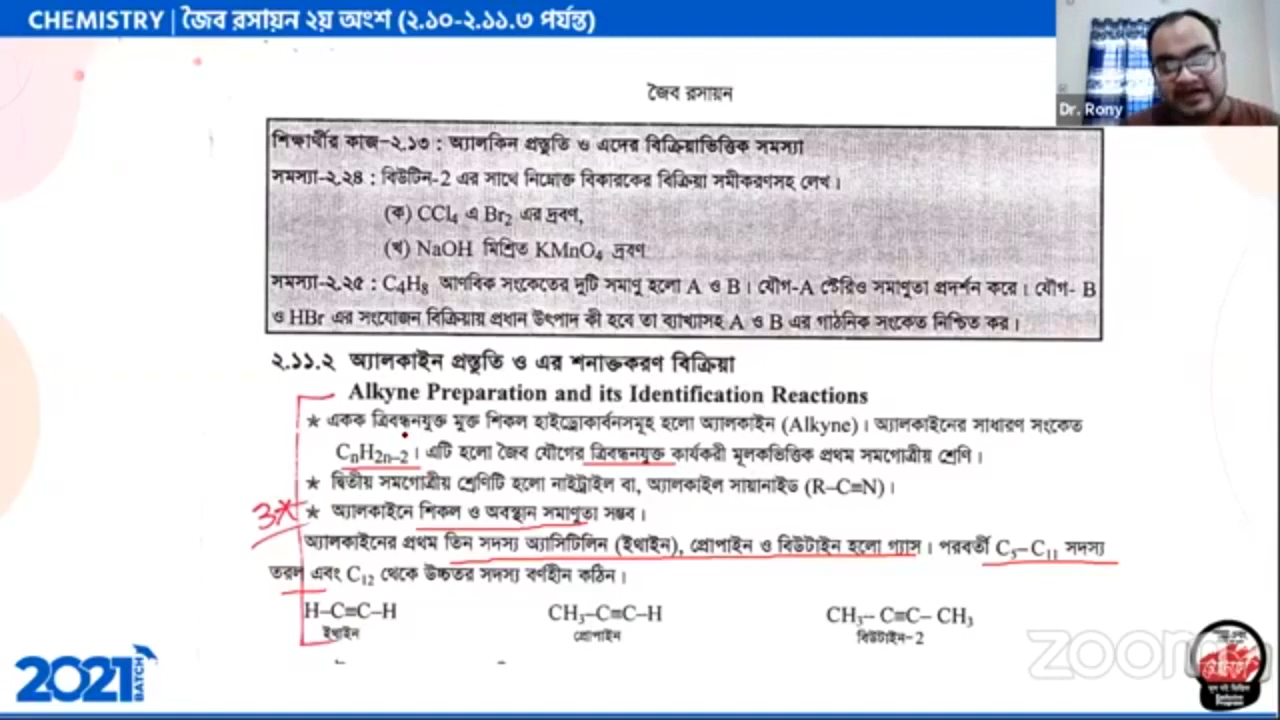 CHEMISTRY | জৈব রসায়ন ২য় অংশ (২.১০-২.১১.৩ পর্যন্ত)
Dr. Rony
জৈব রসায়ন
শিক্ষার্থীর কাজ-২.১৩ : অ্যালকিন প্রস্তুতি ও এদের বিক্রিয়াভিত্তিক সমস্যা
সমস্যা-২.২৪ : বিউটিন-2 এর সাথে নিম্নোক্ত বিকারকের বিক্রিয়া সমীকরণসহ লেখ।
(ক) CCl₄ এ Br₂ এর দ্রবণ,
(খ) NaOH মিশ্রিত KMnO₄ দ্রবণ
সমস্যা-২.২৫ : C₄H₈ আণবিক সংকেতের দুটি সমাণু হলো A ও B। যৌগ-A স্টেরিও সমাণুতা প্রদর্শন করে। যৌগ- B
ও HBr এর সংযোজন বিক্রিয়ায় প্রধান উৎপাদ কী হবে তা ব্যাখ্যাসহ A ও B এর গাঠনিক সংকেত নিশ্চিত কর।
২.১১.২ অ্যালকাইন প্রস্তুতি ও এর শনাক্তকরণ বিক্রিয়া
Alkyne Preparation and its Identification Reactions
★ একক ত্রিবন্ধনযুক্ত মুক্ত শিকল হাইড্রোকার্বনসমূহ হলো অ্যালকাইন (Alkyne)। অ্যালকাইনের সাধারণ সংকেত
CₙH₂ₙ₋₂। এটি হলো জৈব যৌগের ত্রিবন্ধনযুক্ত কার্যকরী মূলকভিত্তিক প্রথম সমগোত্রীয় শ্রেণি।
★ দ্বিতীয় সমগোত্রীয় শ্রেণিটি হলো নাইট্রাইল বা, অ্যালকাইল সায়ানাইড (R–C≡N)।
3* ★ অ্যালকাইনে শিকল ও অবস্থান সমাণুতা সম্ভব।
অ্যালকাইনের প্রথম তিন সদস্য অ্যাসিটিলিন (ইথাইন), প্রোপাইন ও বিউটাইন হলো গ্যাস। পরবর্তী C₅–C₁₁ সদস্য
তরল এবং C₁₂ থেকে উচ্চতর সদস্য বর্ণহীন কঠিন।
H–C≡C–H CH₃–C≡C–H CH₃– C≡C– CH₃
ইথাইন প্রোপাইন বিউটাইন-2
2021 BATCH
zoom